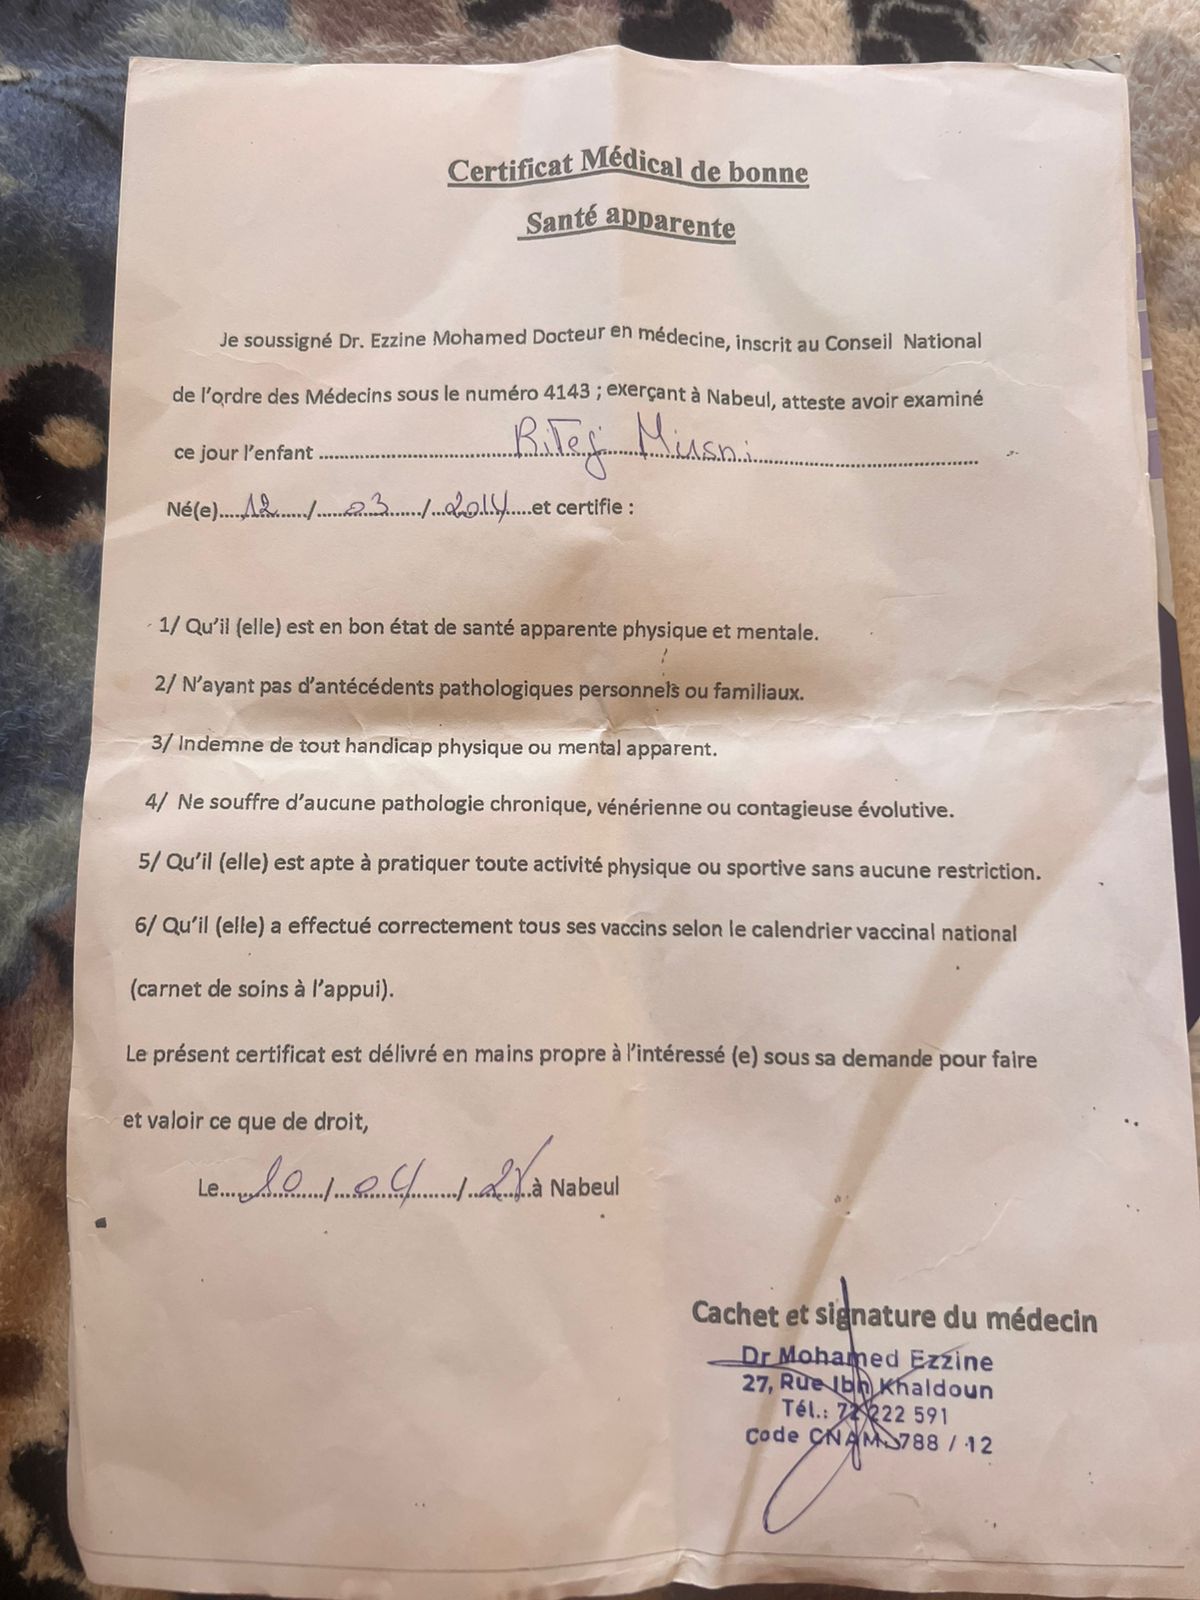 Certificat Médical de bonne
Santé apparente
Je soussigné Dr. Ezzine Mohamed Docteur en médecine, inscrit au Conseil National
de l'ordre des Médecins sous le numéro 4143 ; exerçant à Nabeul, atteste avoir examiné
ce jour l'enfant ........ Ritej ........
Né(e)....12....../.....03....../...2014....et certifie :
1/ Qu'il (elle) est en bon état de santé apparente physique et mentale.
2/ N'ayant pas d'antécédents pathologiques personnels ou familiaux.
3/ Indemne de tout handicap physique ou mental apparent.
4/ Ne souffre d'aucune pathologie chronique, vénérienne ou contagieuse évolutive.
5/ Qu'il (elle) est apte à pratiquer toute activité physique ou sportive sans aucune restriction.
6/ Qu'il (elle) a effectué correctement tous ses vaccins selon le calendrier vaccinal national
(carnet de soins à l'appui).
Le présent certificat est délivré en mains propre à l'intéressé (e) sous sa demande pour faire
et valoir ce que de droit,
Le................/....04......../..........à Nabeul
Cachet et signature du médecin
Dr Mohamed Ezzine
27, Rue Ibn Khaldoun
Tél.: 72 222 591
Code CNAM: 788 / 12